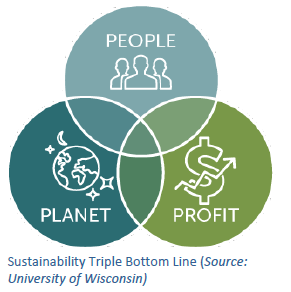 PEOPLE
PLANET
PROFIT
Sustainability Triple Bottom Line (Source:
University of Wisconsin)